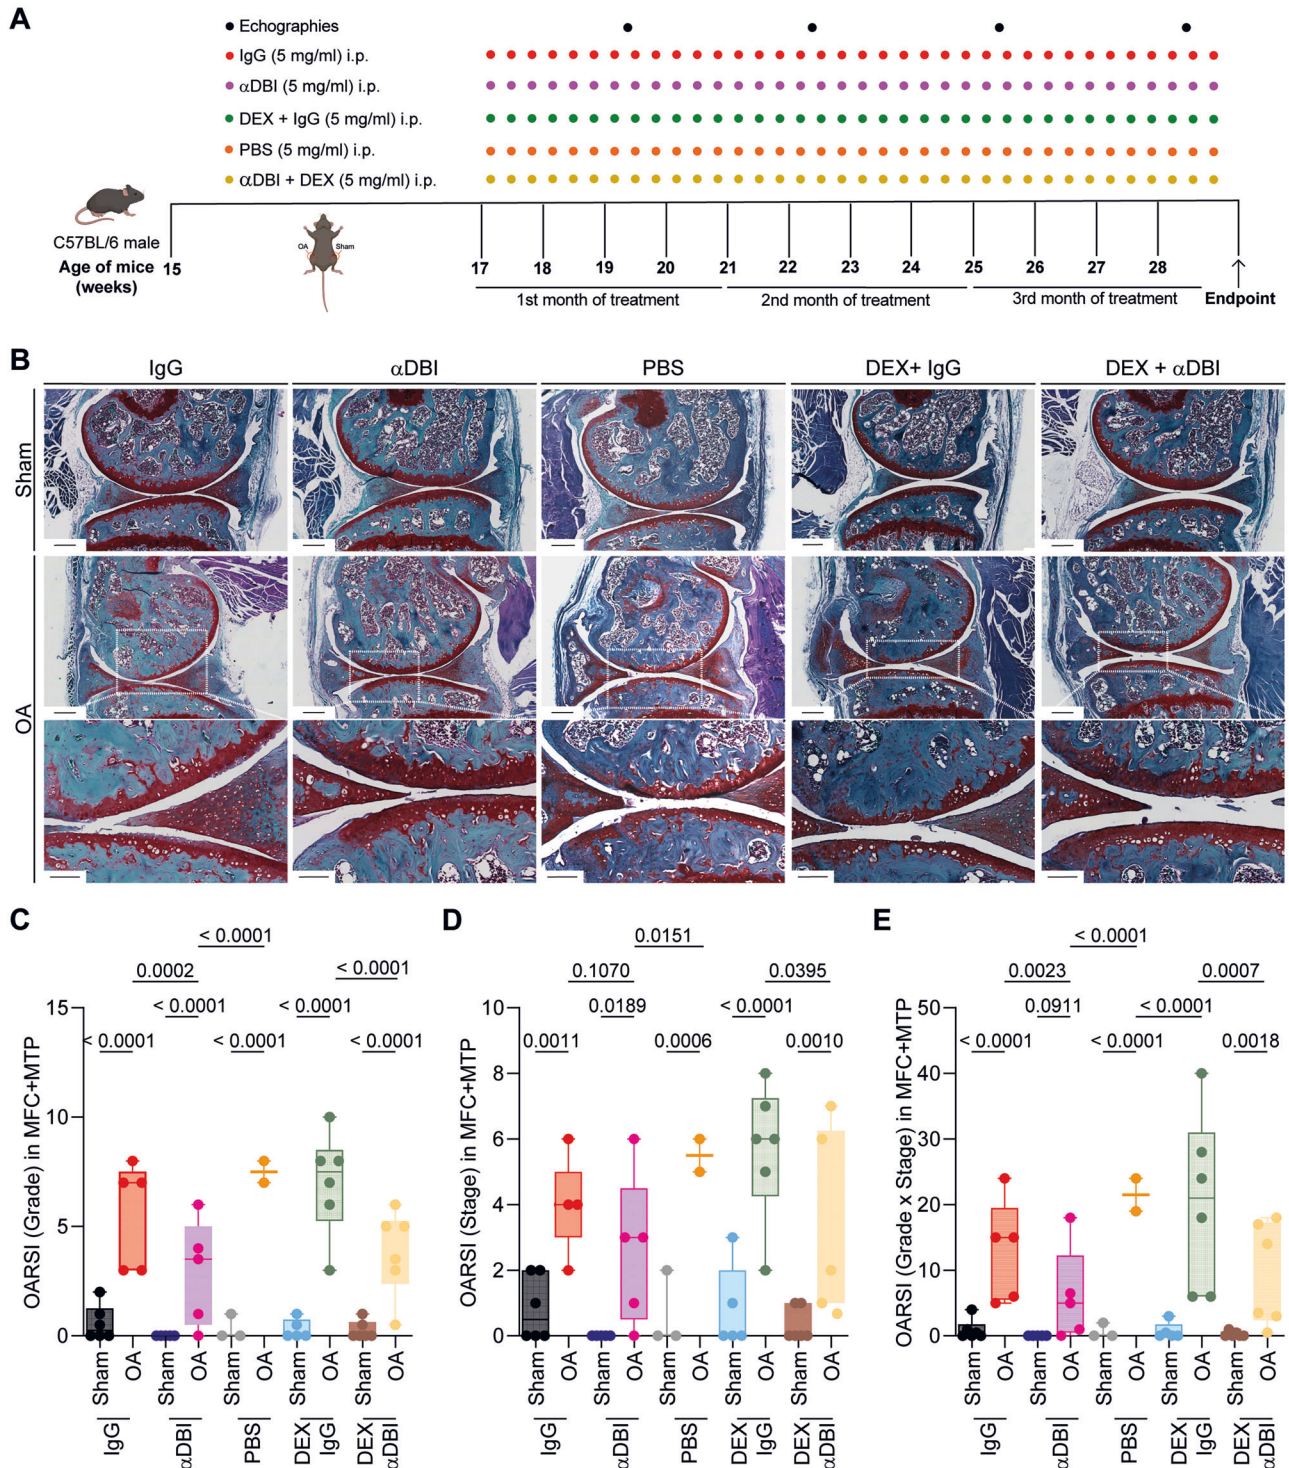 A
Echographies
IgG (5 mg/ml) i.p.
αDBI (5 mg/ml) i.p.
DEX + IgG (5 mg/ml) i.p.
PBS (5 mg/ml) i.p.
αDBI + DEX (5 mg/ml) i.p.
C57BL/6 male
Age of mice (weeks)
OA Sham
15 17 18 19 20 21 22 23 24 25 26 27 28
1st month of treatment 2nd month of treatment 3rd month of treatment Endpoint
B
IgG αDBI PBS DEX+ IgG DEX + αDBI
Sham
OA
C
< 0.0001
0.0002 < 0.0001
< 0.0001 < 0.0001
< 0.0001 < 0.0001 < 0.0001
OARSI (Grade) in MFC+MTP
15
10
5
0
Sham OA Sham OA Sham OA Sham OA Sham OA
IgG αDBI PBS DEX IgG DEX αDBI
D
0.0151
0.1070 0.0395
0.0189 < 0.0001
0.0011 0.0006 0.0010
OARSI (Stage) in MFC+MTP
10
8
6
4
2
0
Sham OA Sham OA Sham OA Sham OA Sham OA
IgG αDBI PBS DEX IgG DEX αDBI
E
< 0.0001
0.0023 0.0007
0.0911 < 0.0001
< 0.0001 < 0.0001 0.0018
OARSI (Grade x Stage) in MFC+MTP
50
40
30
20
10
0
Sham OA Sham OA Sham OA Sham OA Sham OA
IgG αDBI PBS DEX IgG DEX αDBI